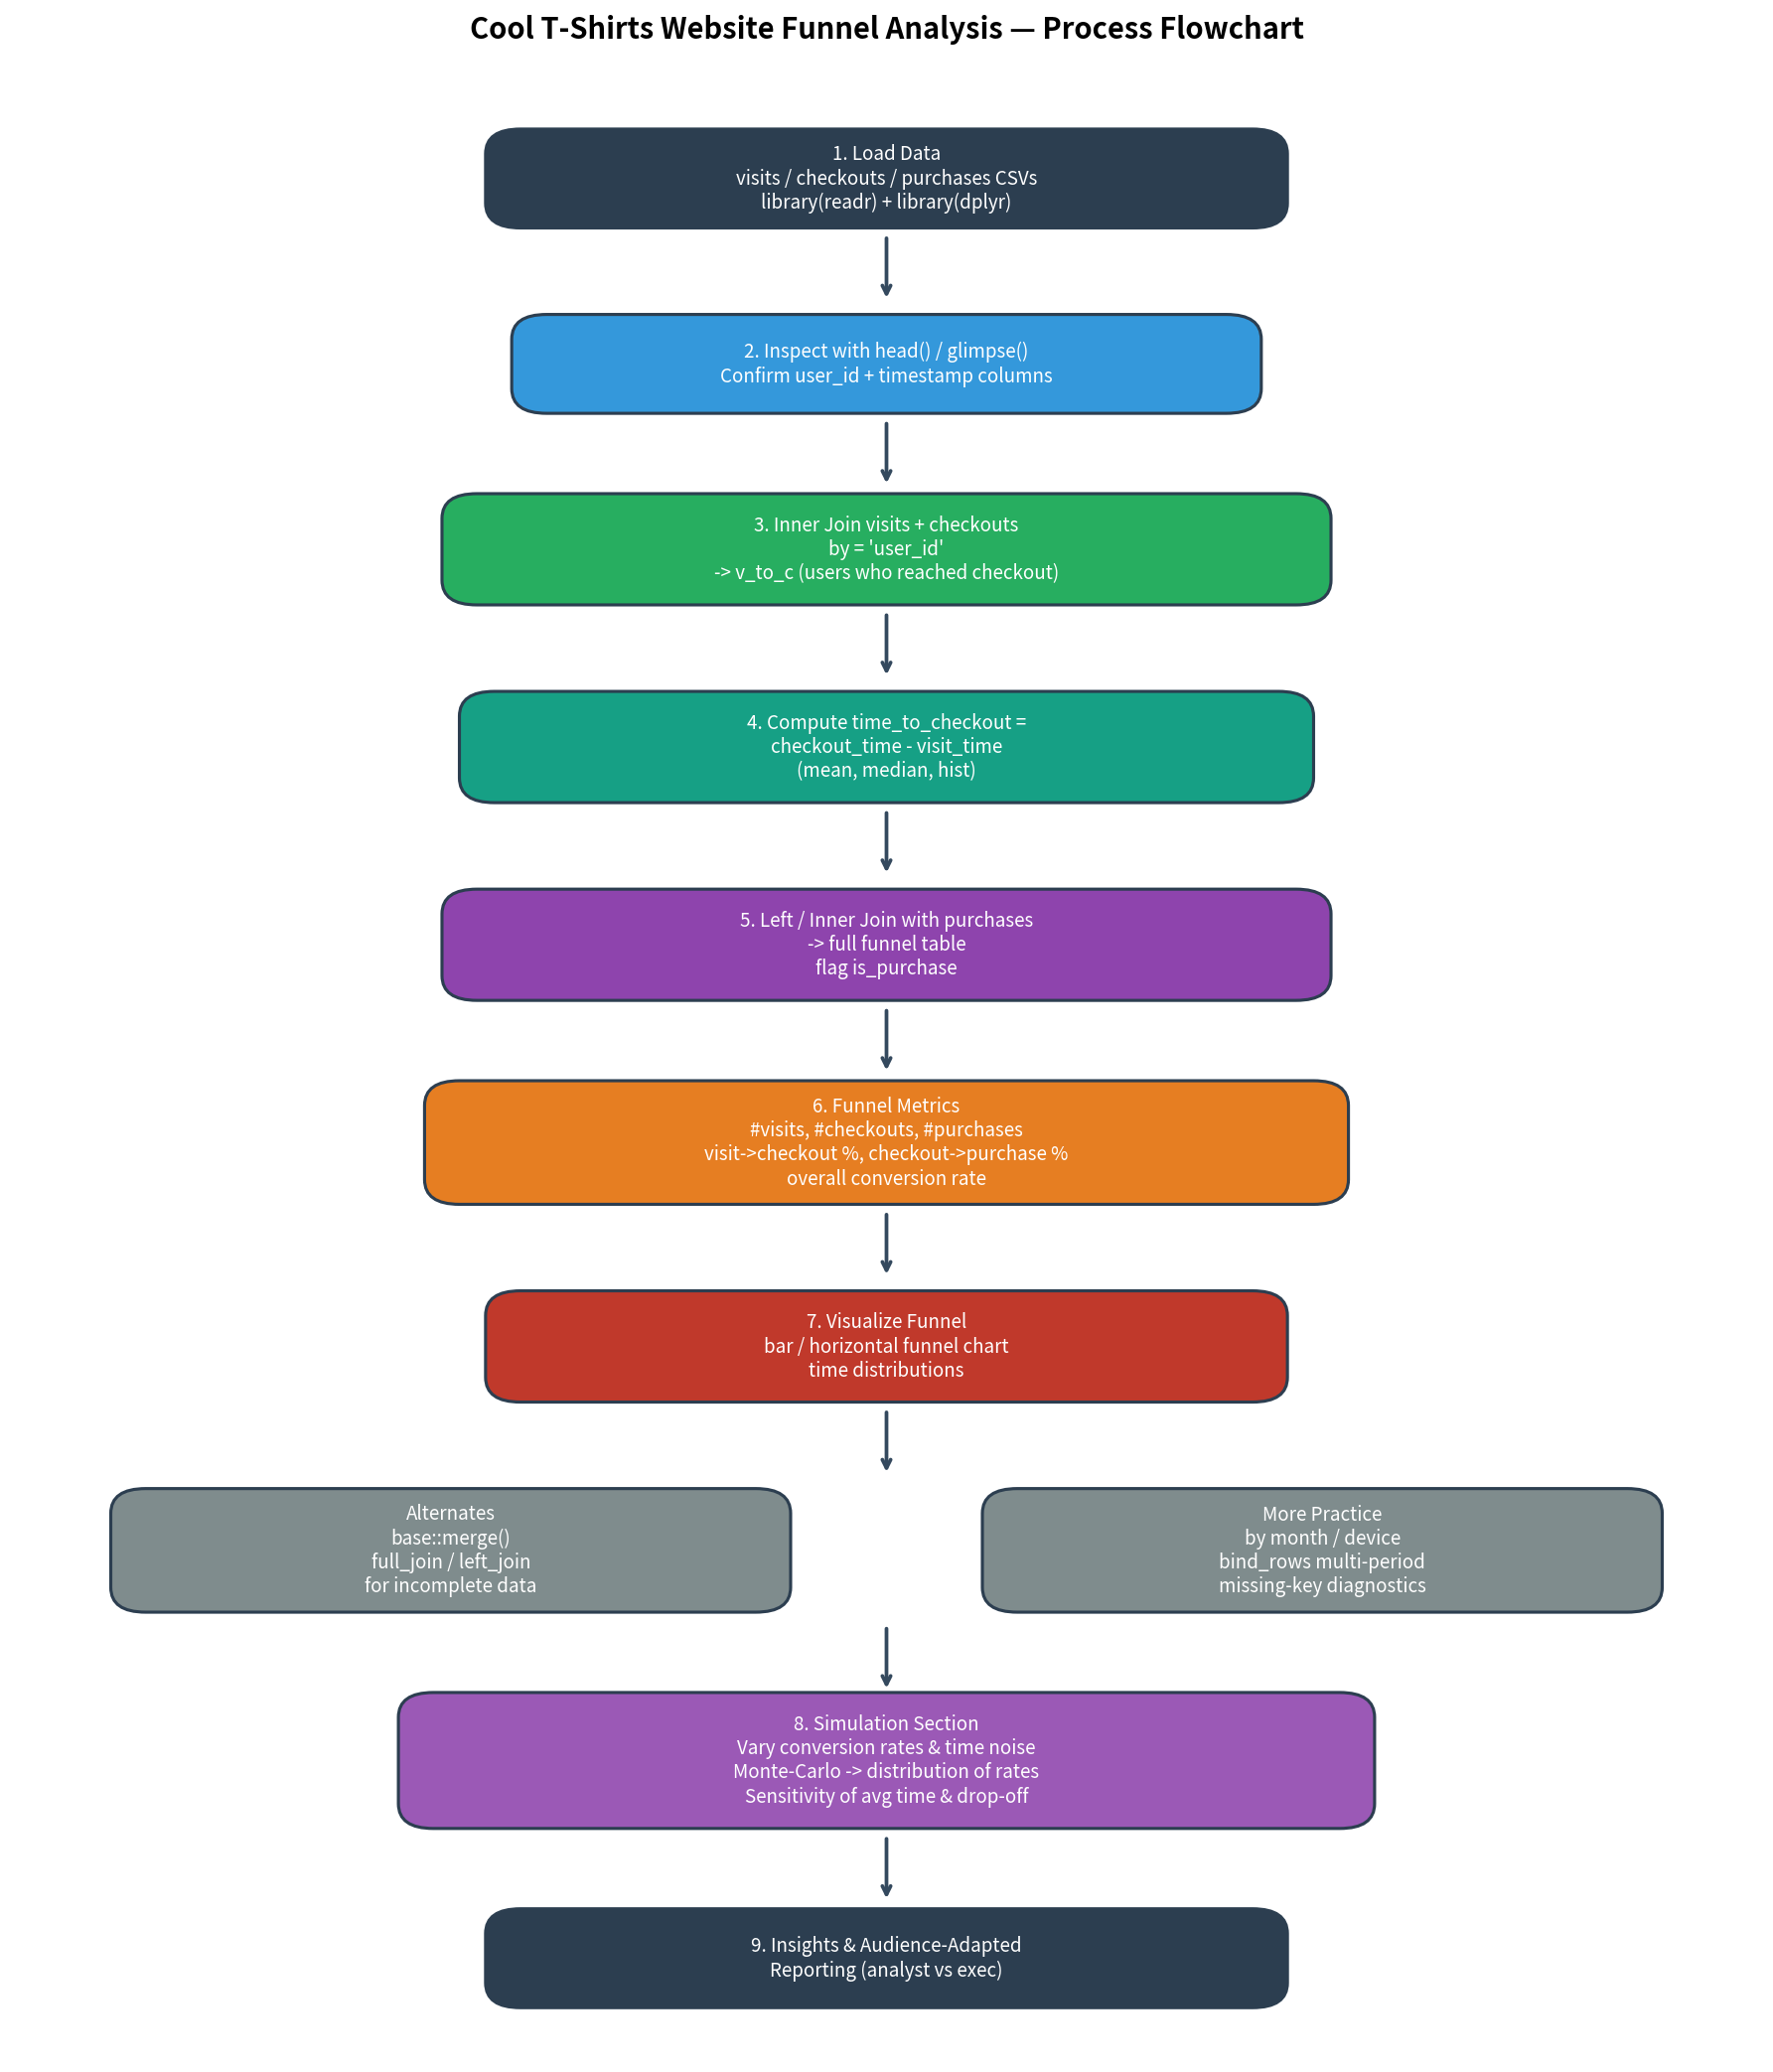 Cool T-Shirts Website Funnel Analysis — Process Flowchart
1. Load Data
visits / checkouts / purchases CSVs
library(readr) + library(dplyr)
2. Inspect with head() / glimpse()
Confirm user_id + timestamp columns
3. Inner Join visits + checkouts
by = 'user_id'
-> v_to_c (users who reached checkout)
4. Compute time_to_checkout =
checkout_time - visit_time
(mean, median, hist)
5. Left / Inner Join with purchases
-> full funnel table
flag is_purchase
6. Funnel Metrics
#visits, #checkouts, #purchases
visit->checkout %, checkout->purchase %
overall conversion rate
7. Visualize Funnel
bar / horizontal funnel chart
time distributions
Alternates
base::merge()
full_join / left_join
for incomplete data
More Practice
by month / device
bind_rows multi-period
missing-key diagnostics
8. Simulation Section
Vary conversion rates & time noise
Monte-Carlo -> distribution of rates
Sensitivity of avg time & drop-off
9. Insights & Audience-Adapted
Reporting (analyst vs exec)